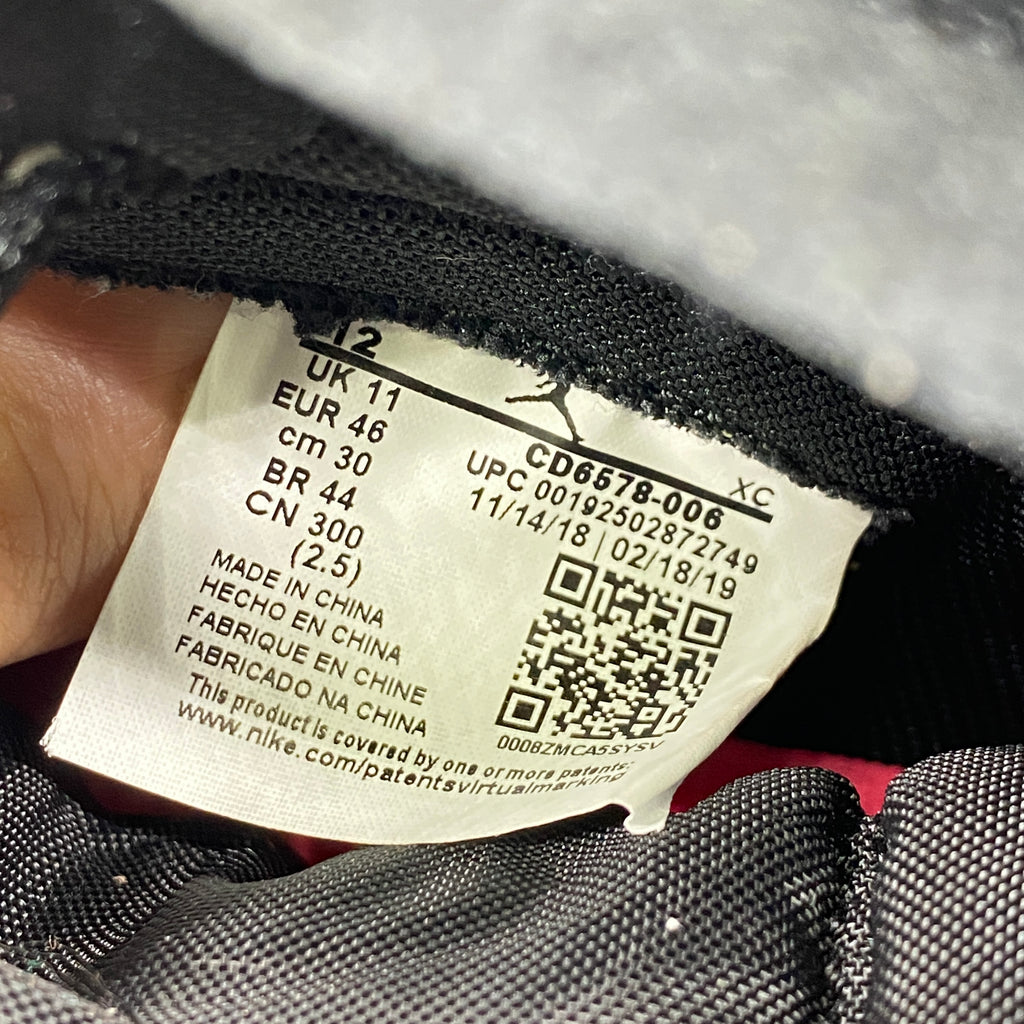 12
UK 11
EUR 46
cm 30
BR 44
CN 300
(2.5)
XC
CD6578-006
UPC 00192502872749
11/14/18 | 02/18/19
MADE IN CHINA
HECHO EN CHINA
FABRIQUE EN CHINE
FABRICADO NA CHINA
This product is covered by one or more patents:
www.nike.com/patentsvirtualmarking
000BZMCA5SYSV